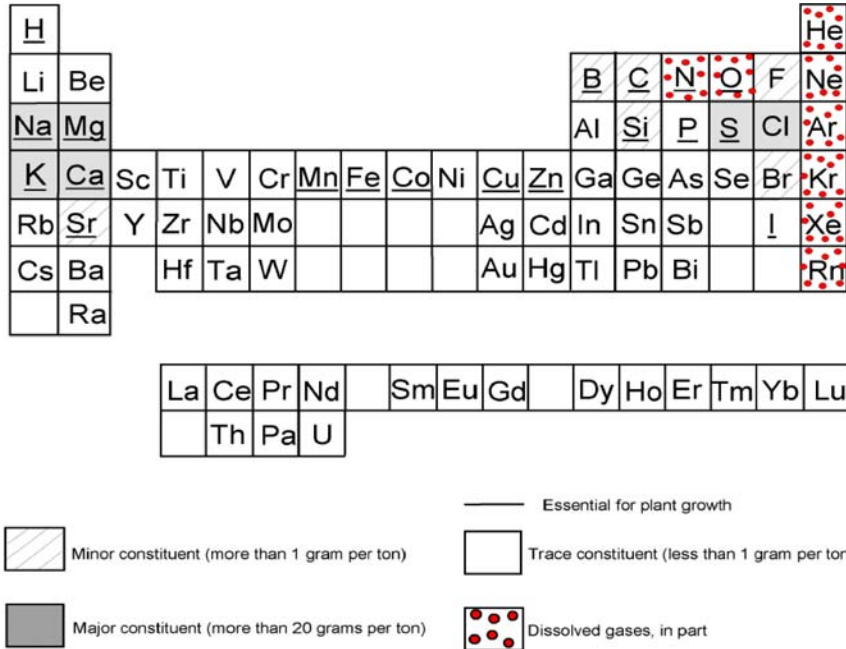 H He
Li Be B C N O F Ne
Na Mg Al Si P S Cl Ar
K Ca Sc Ti V Cr Mn Fe Co Ni Cu Zn Ga Ge As Se Br Kr
Rb Sr Y Zr Nb Mo Ag Cd In Sn Sb I Xe
Cs Ba Hf Ta W Au Hg Tl Pb Bi Rn
Ra
La Ce Pr Nd Sm Eu Gd Dy Ho Er Tm Yb Lu
Th Pa U
Essential for plant growth
Minor constituent (more than 1 gram per ton)
Trace constituent (less than 1 gram per ton
Major constituent (more than 20 grams per ton)
Dissolved gases, in part